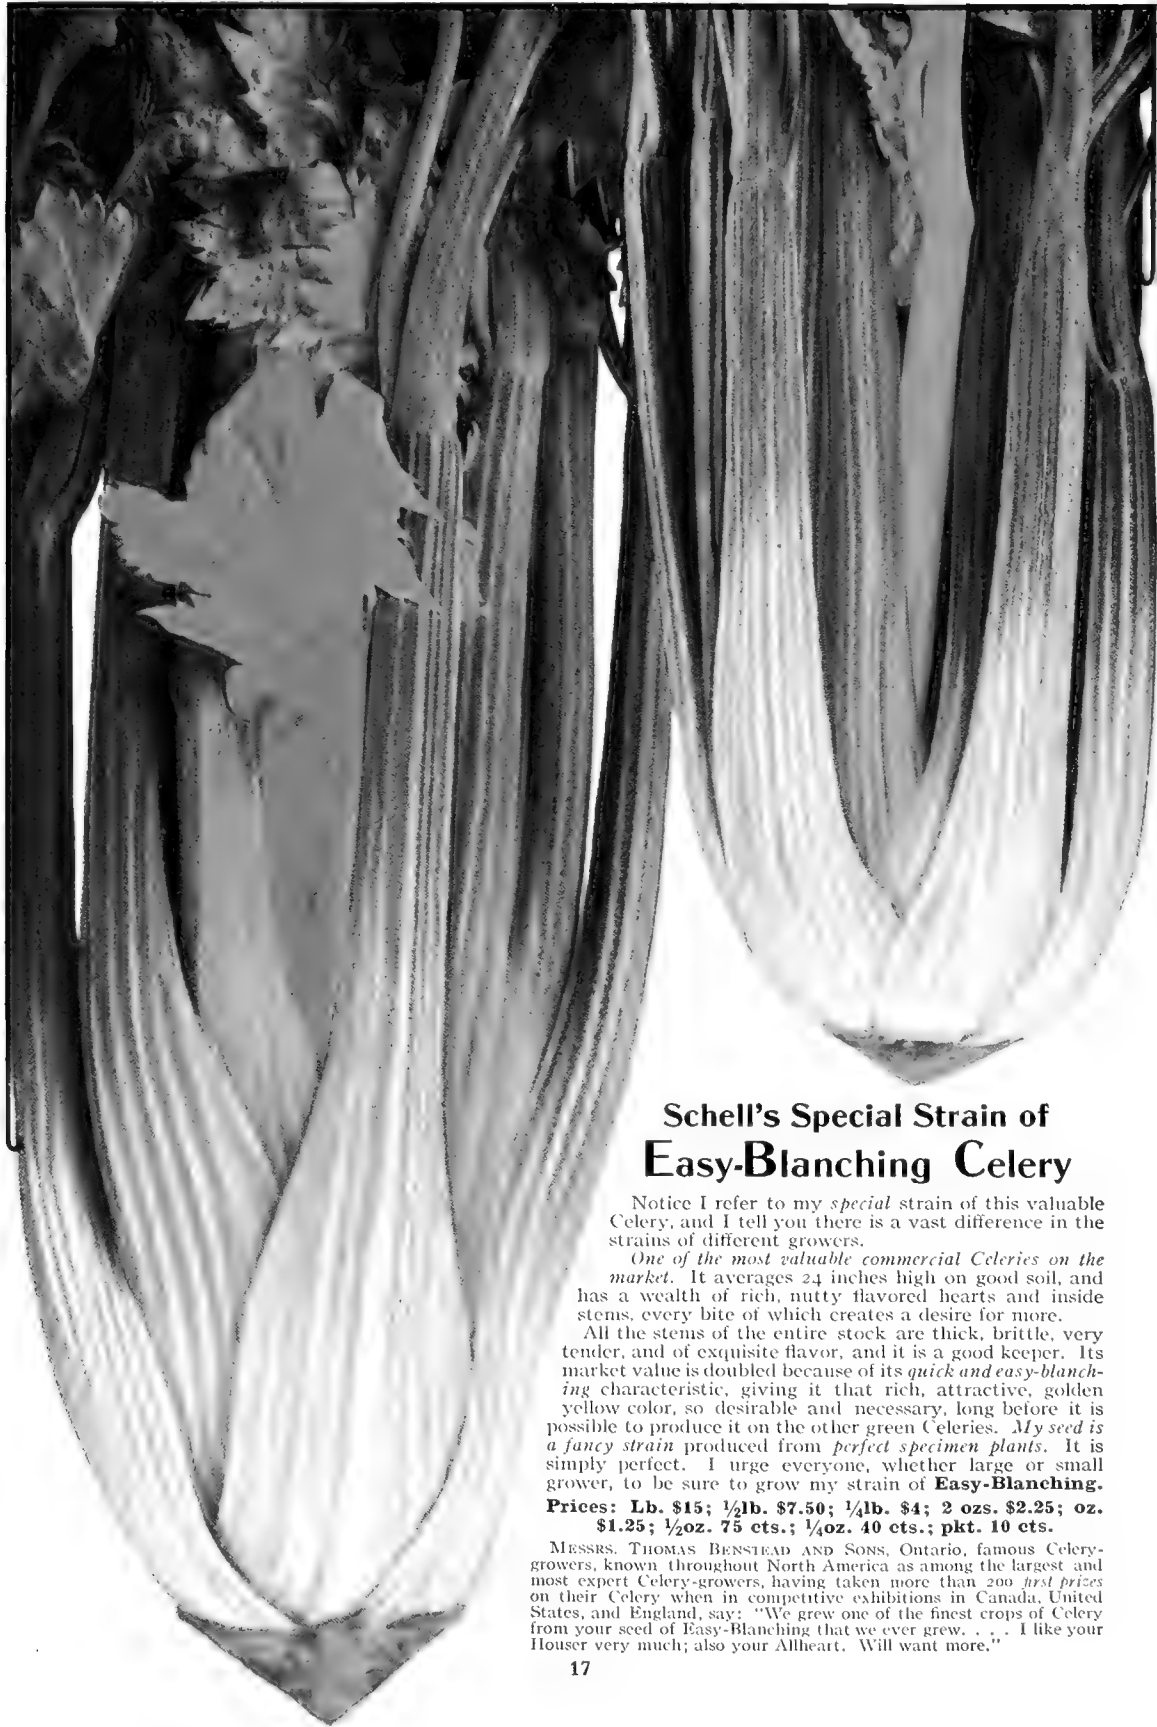 Schell's Special Strain of
Easy-Blanching Celery
Notice I refer to my special strain of this valuable
Celery, and I tell you there is a vast difference in the
strains of different growers.
One of the most valuable commercial Celeries on the
market. It averages 24 inches high on good soil, and
has a wealth of rich, nutty flavored hearts and inside
stems, every bite of which creates a desire for more.
All the stems of the entire stock are thick, brittle, very
tender, and of exquisite flavor, and it is a good keeper. Its
market value is doubled because of its quick and easy-blanch-
ing characteristic, giving it that rich, attractive, golden
yellow color, so desirable and necessary, long before it is
possible to produce it on the other green Celeries. My seed is
a fancy strain produced from perfect specimen plants. It is
simply perfect. I urge everyone, whether large or small
grower, to be sure to grow my strain of Easy-Blanching.
Prices: Lb. $15; ½lb. $7.50; ¼lb. $4; 2 ozs. $2.25; oz.
$1.25; ½oz. 75 cts.; ¼oz. 40 cts.; pkt. 10 cts.
Messrs. Thomas Benstead and Sons, Ontario, famous Celery-
growers, known throughout North America as among the largest and
most expert Celery-growers, having taken more than 200 first prizes
on their Celery when in competitive exhibitions in Canada, United
States, and England, say: "We grew one of the finest crops of Celery
from your seed of Easy-Blanching that we ever grew. . . . I like your
Houser very much; also your Allheart. Will want more."
17